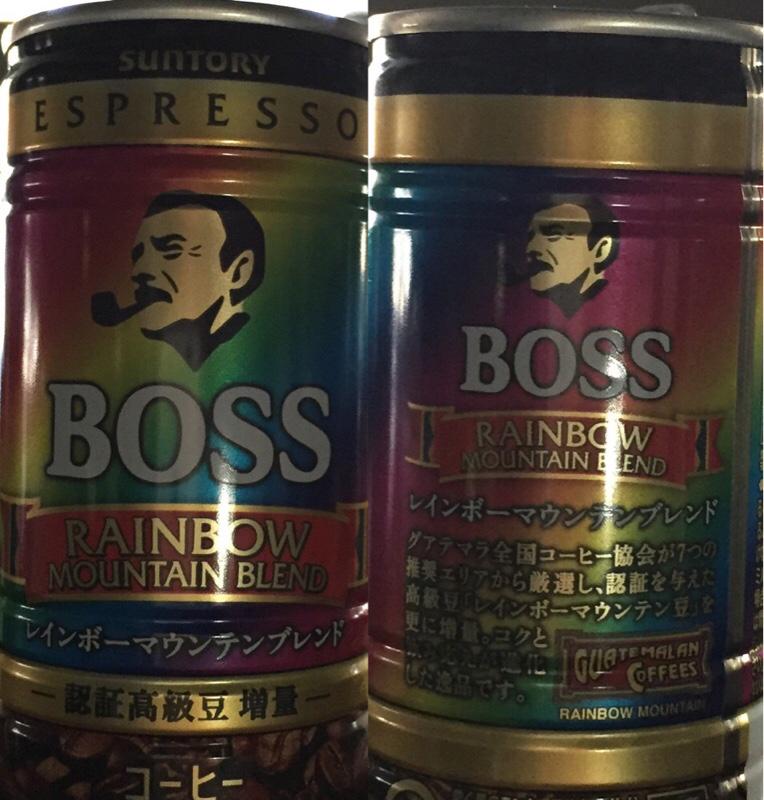 SUNTORY
ESPRESSO
BOSS
RAINBOW
MOUNTAIN BLEND
レインボーマウンテンブレンド
認証高級豆 増量
コーヒー
BOSS
RAINBOW
MOUNTAIN BLEND
レインボーマウンテンブレンド
グアテマラ全国コーヒー協会が7つの
推奨エリアから厳選し、認証を与えた
高級豆「レインボーマウンテン豆」を
更に増量。コクと
進化
した逸品です。
GUATEMALAN
COFFEES
RAINBOW MOUNTAIN